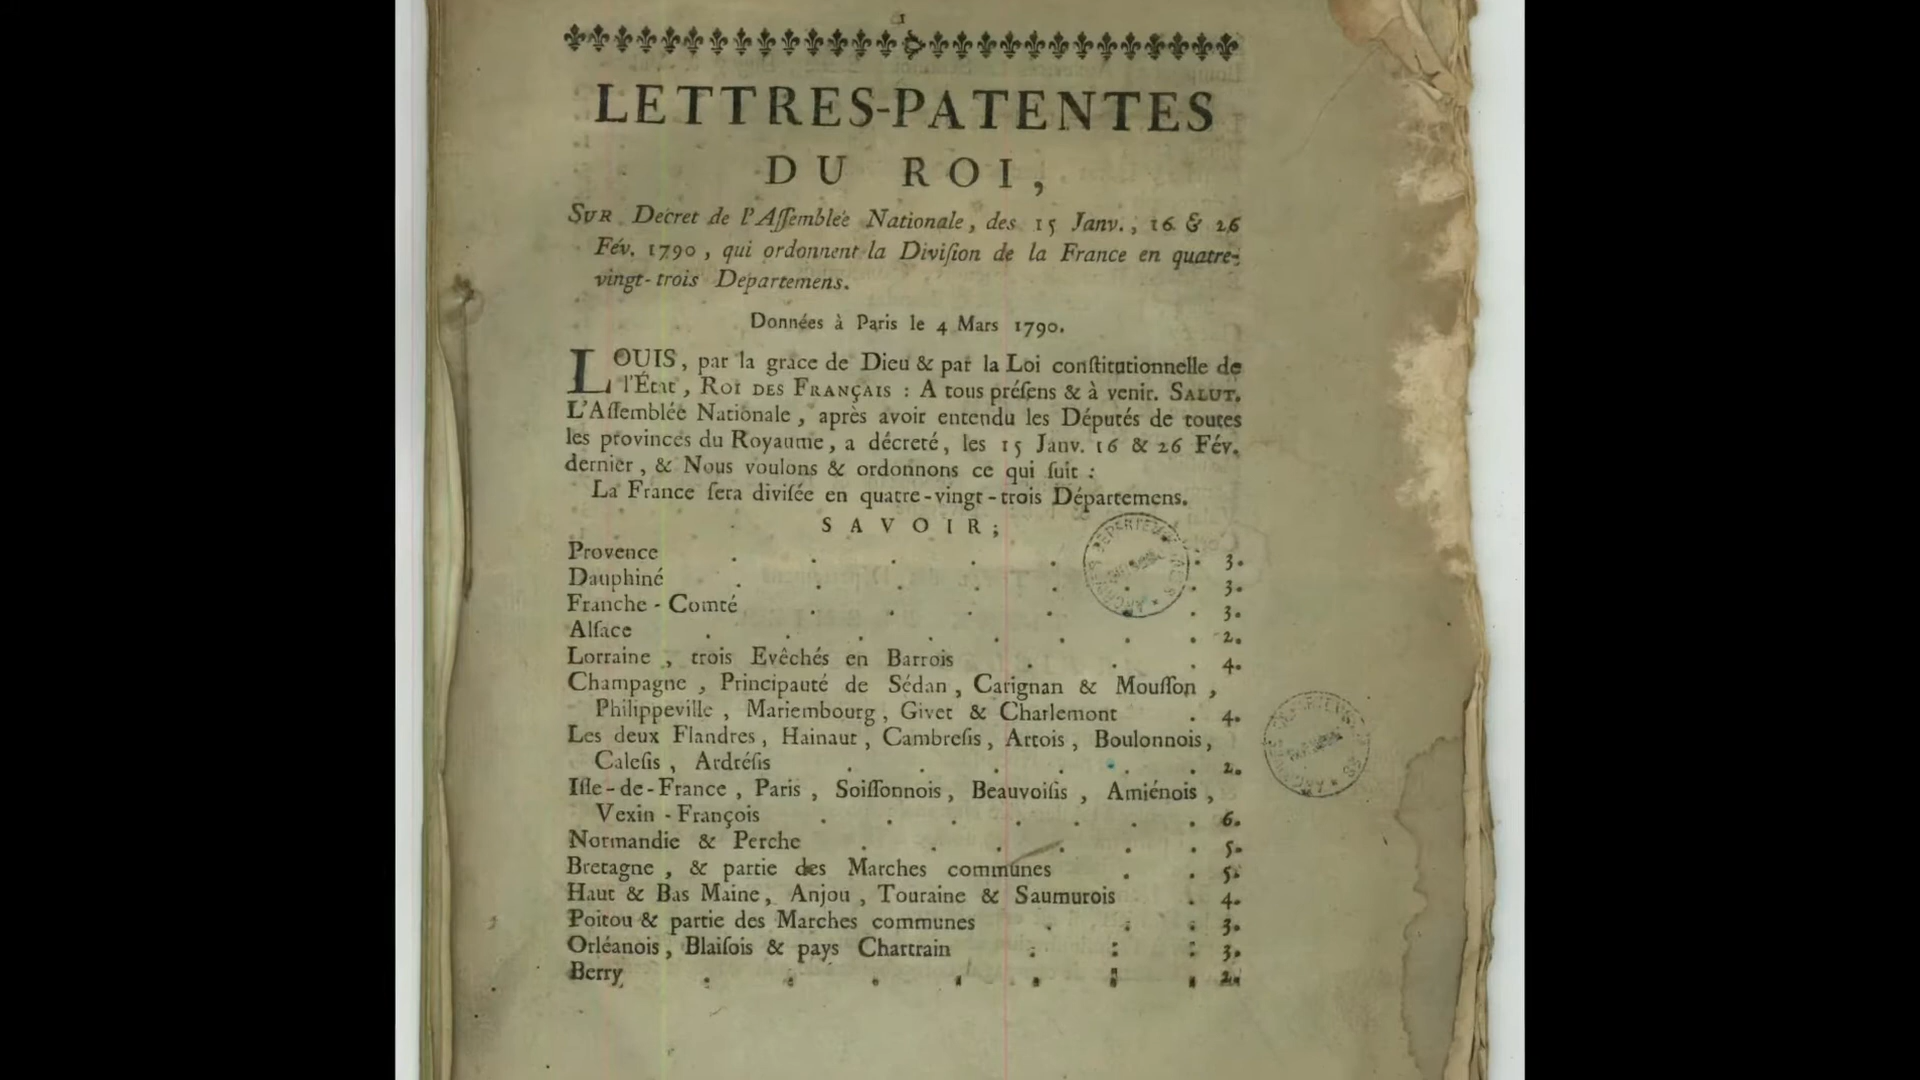 1
LETTRES-PATENTES
DU ROI,
SUR Decret de l'Aſſemblée Nationale, des 15 Janv., 16 & 26
Fév. 1790, qui ordonnent la Diviſion de la France en quatre-
vingt-trois Departemens.
Données à Paris le 4 Mars 1790.
LOUIS, par la grace de Dieu & par la Loi conſtitutionnelle de
l'État, ROI DES FRANÇAIS : A tous préſens & à venir. SALUT.
L'Aſſemblée Nationale, après avoir entendu les Députés de toutes
les provinces du Royaume, a décreté, les 15 Janv. 16 & 26 Fév.
dernier, & Nous voulons & ordonnons ce qui ſuit :
La France ſera diviſée en quatre-vingt-trois Départemens.
SAVOIR;
Provence . . . . . . . 3.
Dauphiné . . . . . . . 3.
Franche-Comté . . . . . 3.
Alſace . . . . . . . . 2.
Lorraine, trois Evêchés en Barrois . . . 4.
Champagne, Principauté de Sédan, Carignan & Mouſſon,
Philippeville, Mariembourg, Givet & Charlemont . 4.
Les deux Flandres, Hainaut, Cambreſis, Artois, Boulonnois,
Caleſis, Ardréſis . . . . . . 2.
Iſle-de-France, Paris, Soiſſonnois, Beauvoiſis, Amiénois,
Vexin-François . . . . . . . 6.
Normandie & Perche . . . . . . 5.
Bretagne, & partie des Marches communes . . 5.
Haut & Bas Maine, Anjou, Touraine & Saumurois . 4.
Poitou & partie des Marches communes . . . 3.
Orléanois, Blaiſois & pays Chartrain . . . 3.
Berry . . . . . . . 2.